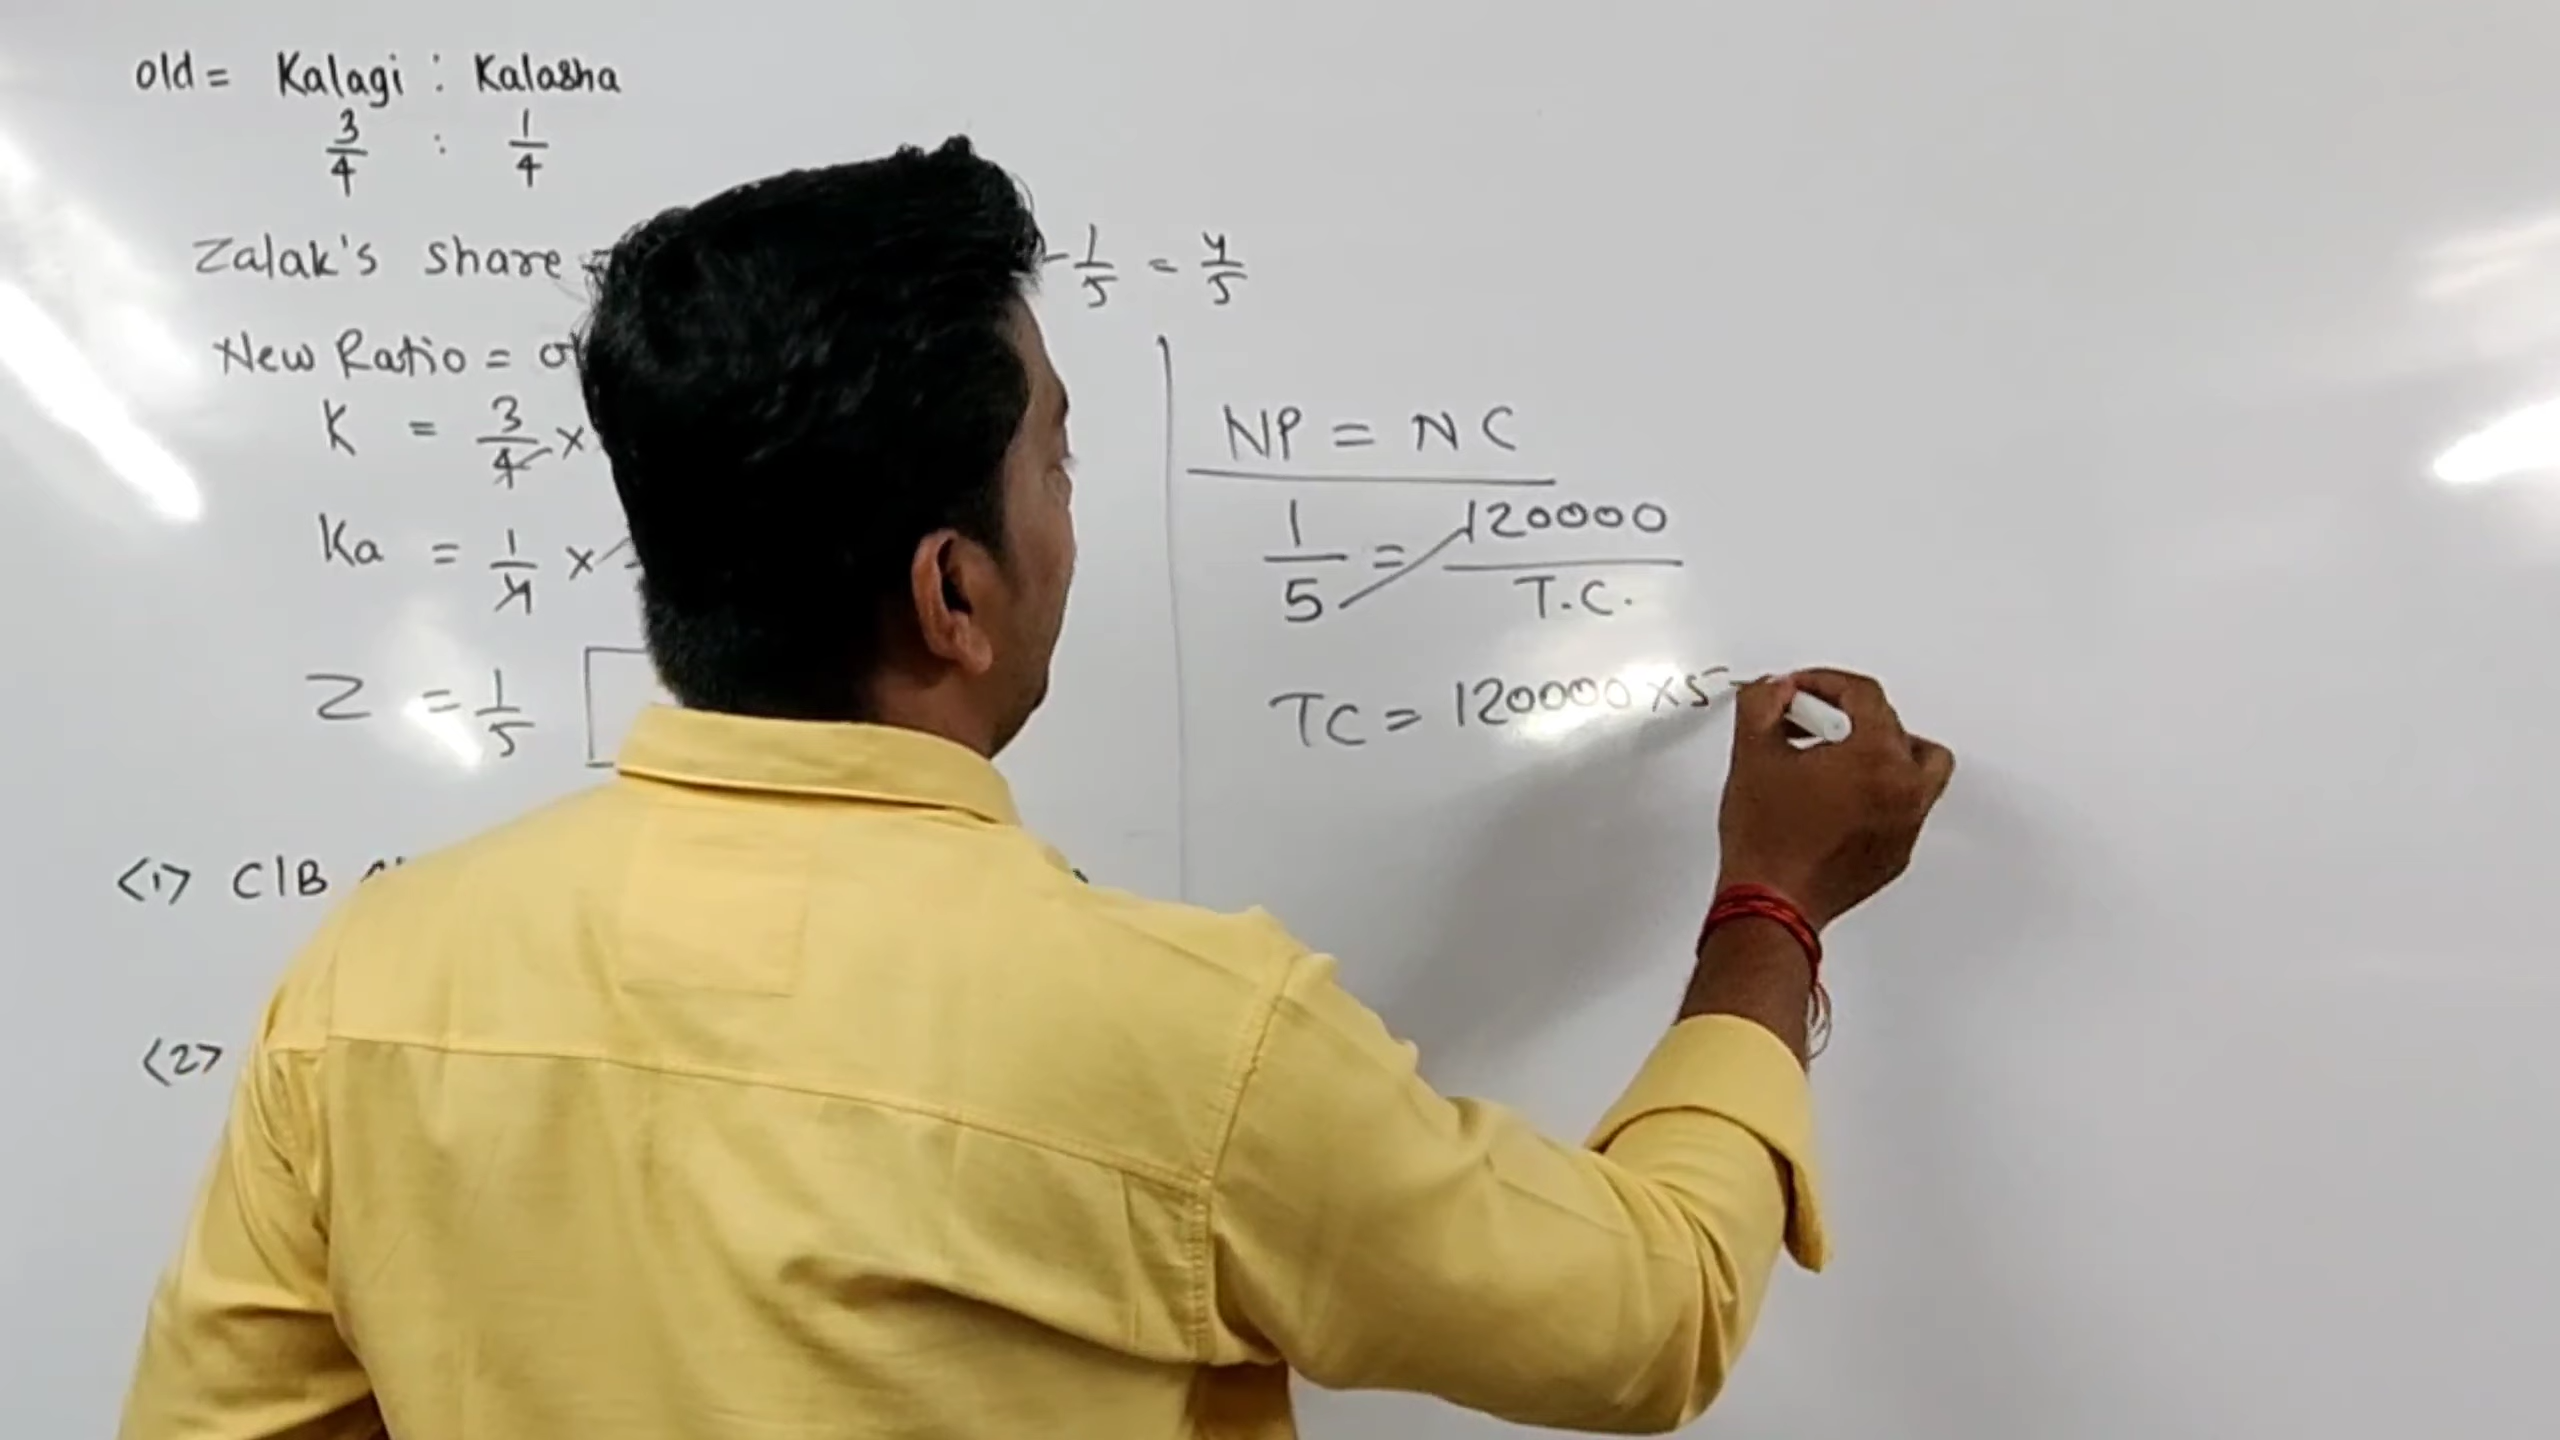 old = Kalagi : Kalasha
3/4 : 1/4
Zalak's share - 1/5 = 4/5
New Ratio =
K = 3/4 ×
Ka = 1/4 ×
Z = 1/5
<1> C/B
<2>
NP = NC
1/5 = 120000/T.C.
TC = 120000 × 5